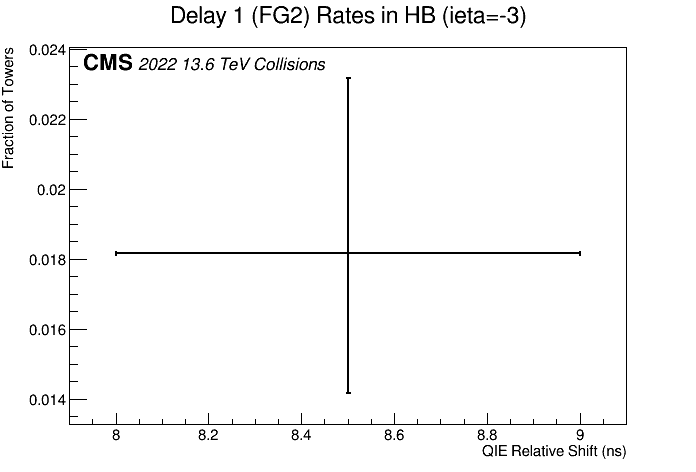 Delay 1 (FG2) Rates in HB (ieta=-3)
CMS 2022 13.6 TeV Collisions
Fraction of Towers
0.024
0.022
0.02
0.018
0.016
0.014
8 8.2 8.4 8.6 8.8 9
QIE Relative Shift (ns)